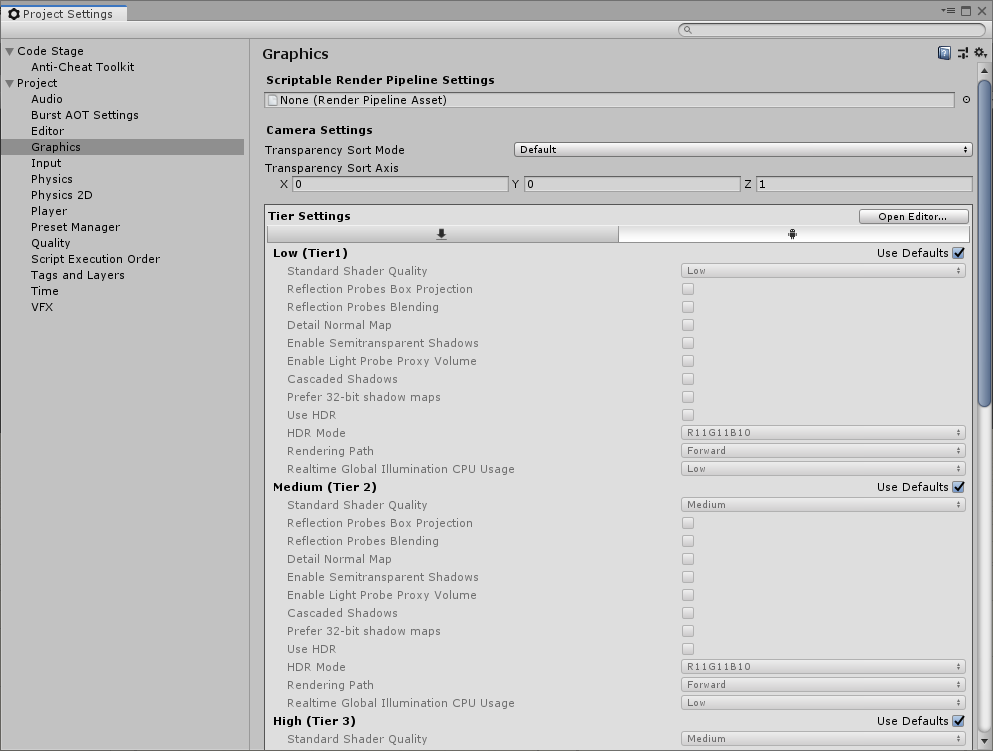 Project Settings
Code Stage
Anti-Cheat Toolkit
Project
Audio
Burst AOT Settings
Editor
Graphics
Input
Physics
Physics 2D
Player
Preset Manager
Quality
Script Execution Order
Tags and Layers
Time
VFX
Graphics
Scriptable Render Pipeline Settings
None (Render Pipeline Asset)
Camera Settings
Transparency Sort Mode Default
Transparency Sort Axis
X 0 Y 0 Z 1
Tier Settings Open Editor...
Low (Tier1) Use Defaults
Standard Shader Quality Low
Reflection Probes Box Projection
Reflection Probes Blending
Detail Normal Map
Enable Semitransparent Shadows
Enable Light Probe Proxy Volume
Cascaded Shadows
Prefer 32-bit shadow maps
Use HDR
HDR Mode R11G11B10
Rendering Path Forward
Realtime Global Illumination CPU Usage Low
Medium (Tier 2) Use Defaults
Standard Shader Quality Medium
Reflection Probes Box Projection
Reflection Probes Blending
Detail Normal Map
Enable Semitransparent Shadows
Enable Light Probe Proxy Volume
Cascaded Shadows
Prefer 32-bit shadow maps
Use HDR
HDR Mode R11G11B10
Rendering Path Forward
Realtime Global Illumination CPU Usage Low
High (Tier 3) Use Defaults
Standard Shader Quality Medium